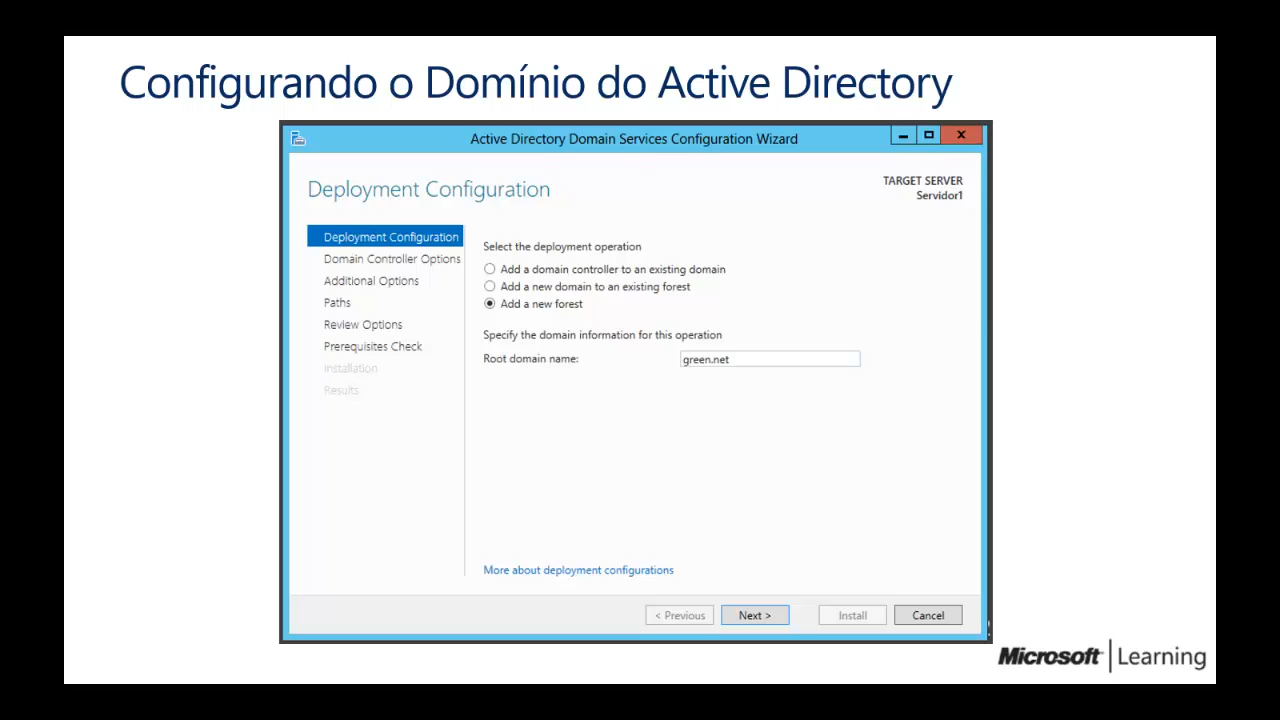 Configurando o Domínio do Active Directory
Active Directory Domain Services Configuration Wizard
Deployment Configuration
TARGET SERVER
Servidor1
Deployment Configuration
Domain Controller Options
Additional Options
Paths
Review Options
Prerequisites Check
Installation
Results
Select the deployment operation
Add a domain controller to an existing domain
Add a new domain to an existing forest
Add a new forest
Specify the domain information for this operation
Root domain name: green.net
More about deployment configurations
< Previous Next > Install Cancel
Microsoft Learning